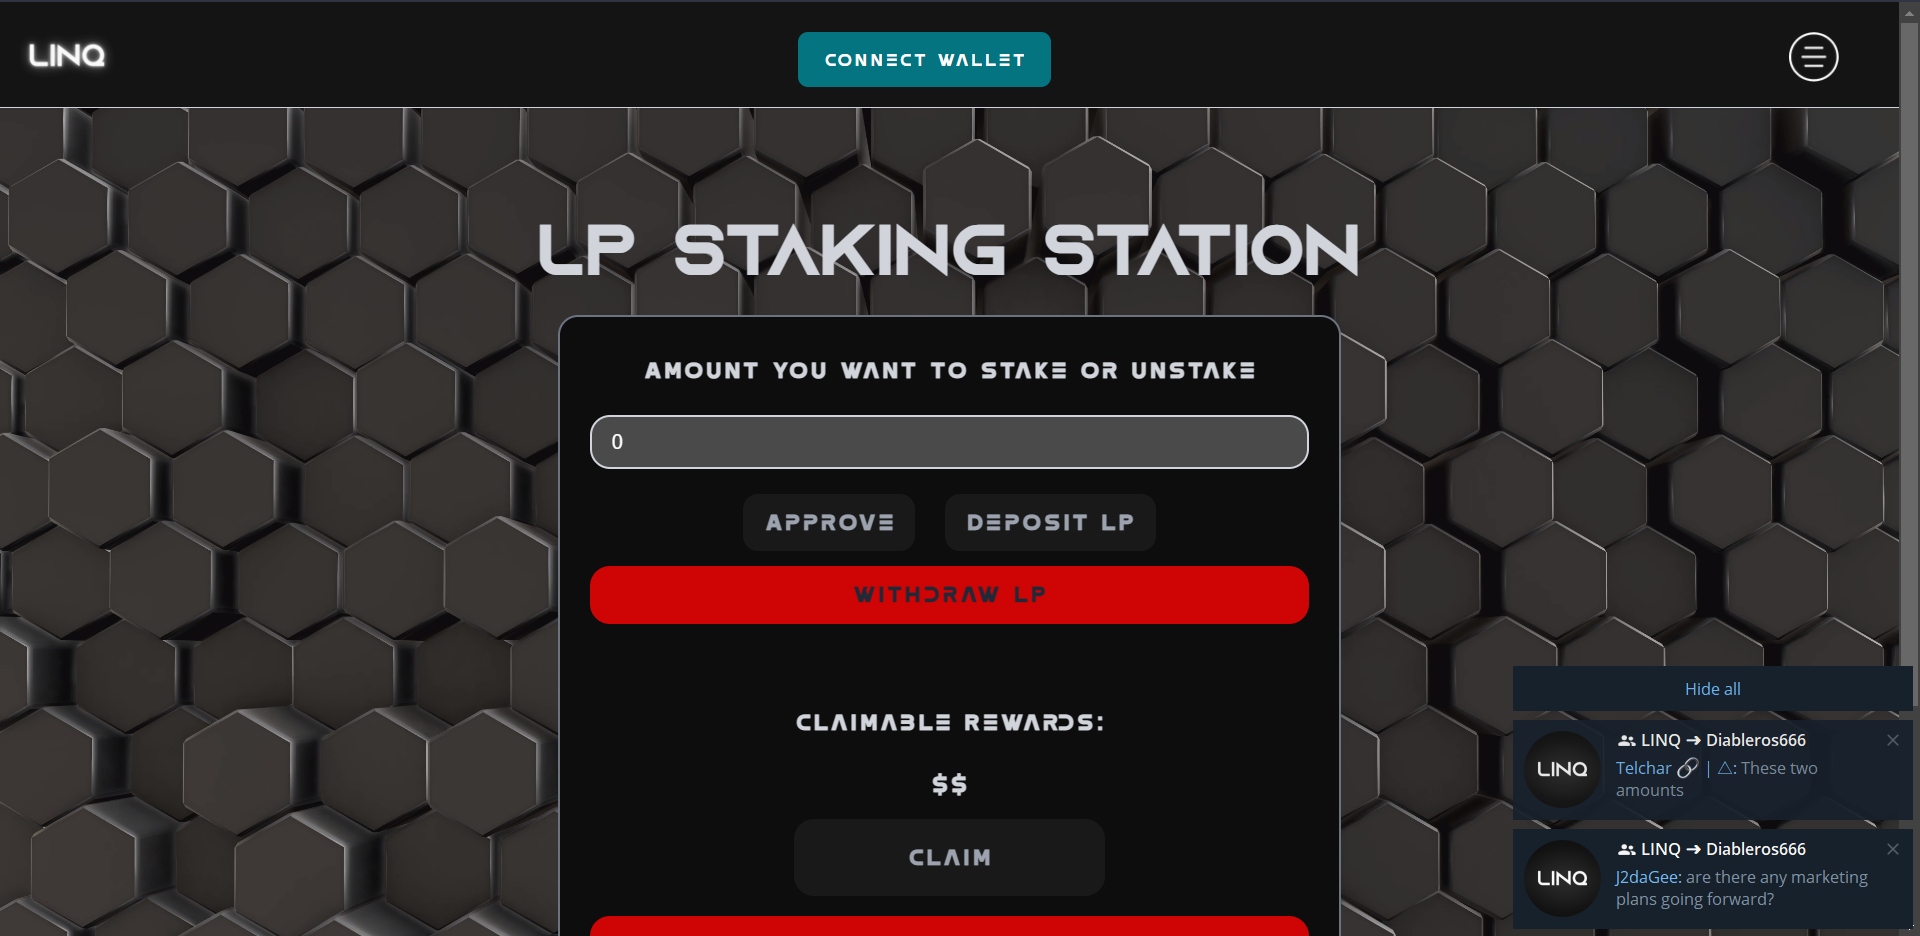 LINQ
CONNECT WALLET
LP STAKING STATION
AMOUNT YOU WANT TO STAKE OR UNSTAKE
0
APPROVE
DEPOSIT LP
WITHDRAW LP
CLAIMABLE REWARDS:
$$
CLAIM
Hide all
LINQ ➔ Diableros666
LINQ
Telchar 🔗 | △: These two
amounts
LINQ ➔ Diableros666
LINQ
J2daGee: are there any marketing
plans going forward?